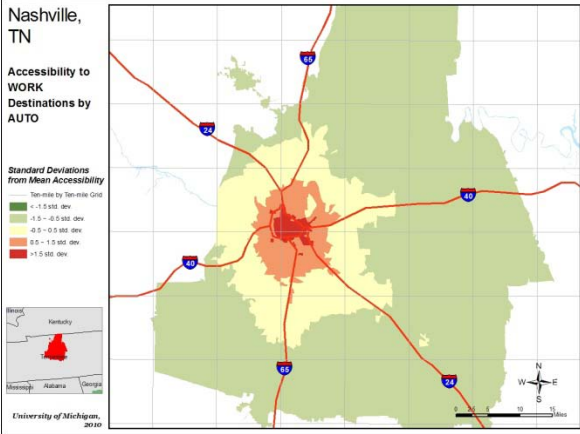 Nashville,
TN
Accessibility to
WORK
Destinations by
AUTO
Standard Deviations
from Mean Accessibility
Ten-mile by Ten-mile Grid
< -1.5 std. dev.
-1.5 - -0.5 std. dev.
-0.5 - 0.5 std. dev.
0.5 - 1.5 std. dev.
>1.5 std. dev.
Illinois
Kentucky
Tennessee
Mississippi
Alabama
Georgia
University of Michigan,
2010
65
24
40
40
65
24
N
W
E
S
0
5
10
15
Miles